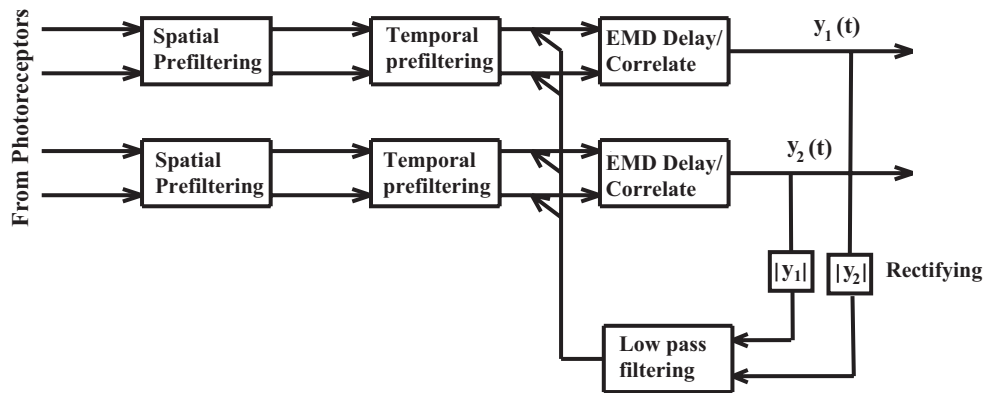 From Photoreceptors
Spatial
Prefiltering
Temporal
prefiltering
EMD Delay/
Correlate
y1 (t)
Spatial
Prefiltering
Temporal
prefiltering
EMD Delay/
Correlate
y2 (t)
|y1|
|y2|
Rectifying
Low pass
filtering